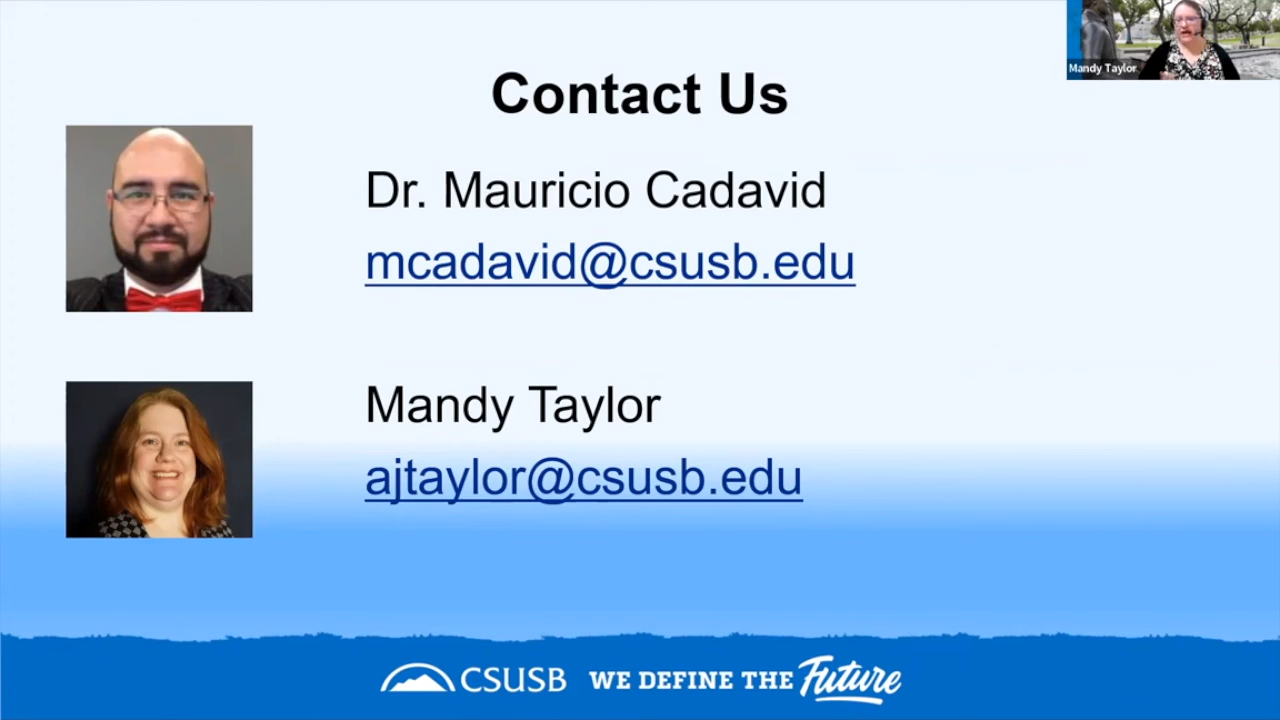 Mandy Taylor
Contact Us
Dr. Mauricio Cadavid
mcadavid@csusb.edu
Mandy Taylor
ajtaylor@csusb.edu
CSUSB WE DEFINE THE Future